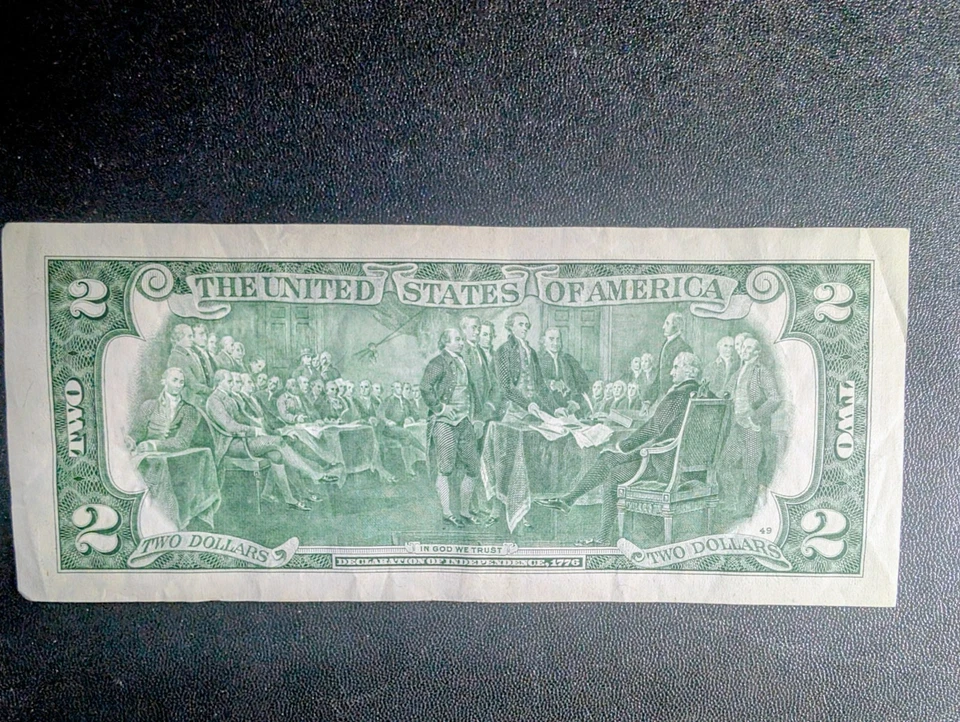 THE UNITED STATES OF AMERICA
2 2
TWO TWO
49
2 2
TWO DOLLARS IN GOD WE TRUST TWO DOLLARS
DECLARATION OF INDEPENDENCE, 1776